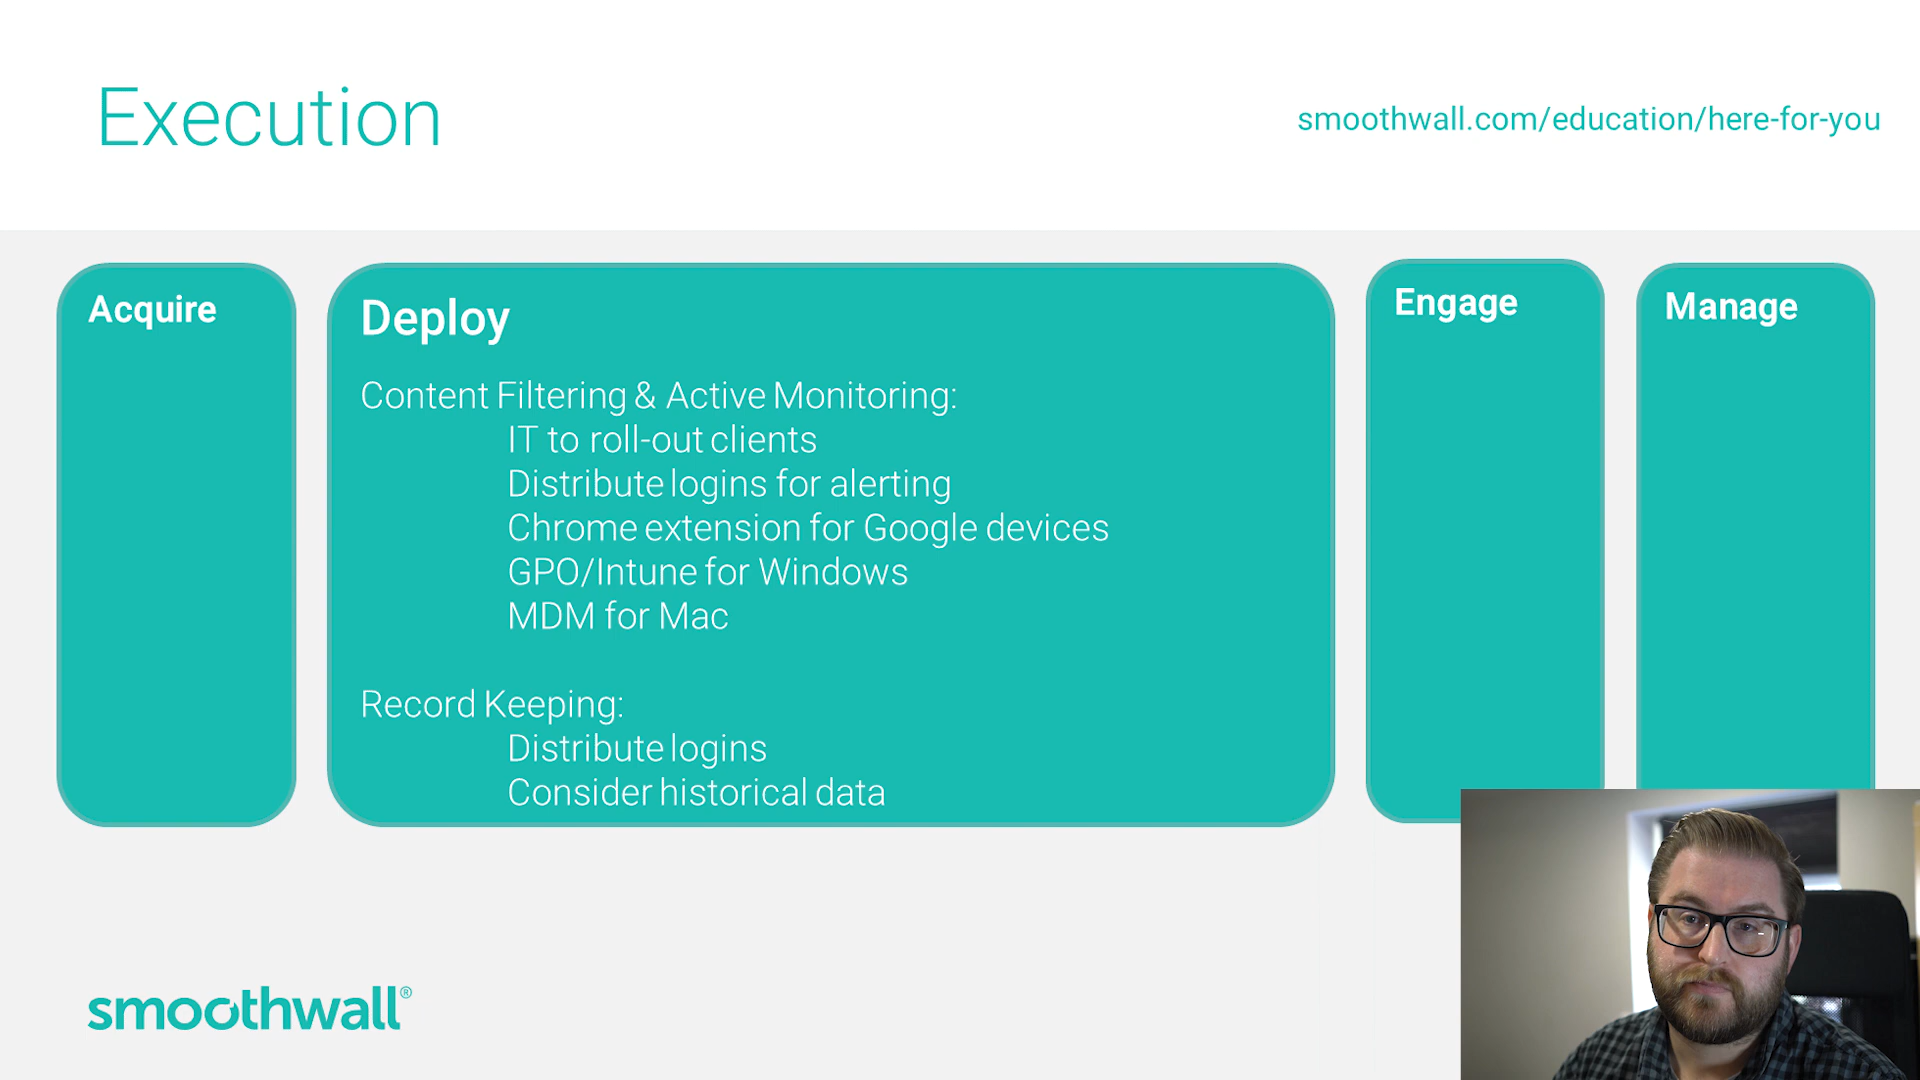 Execution
smoothwall.com/education/here-for-you
Acquire
Deploy
Content Filtering & Active Monitoring:
IT to roll-out clients
Distribute logins for alerting
Chrome extension for Google devices
GPO/Intune for Windows
MDM for Mac
Record Keeping:
Distribute logins
Consider historical data
Engage
Manage
smoothwall®